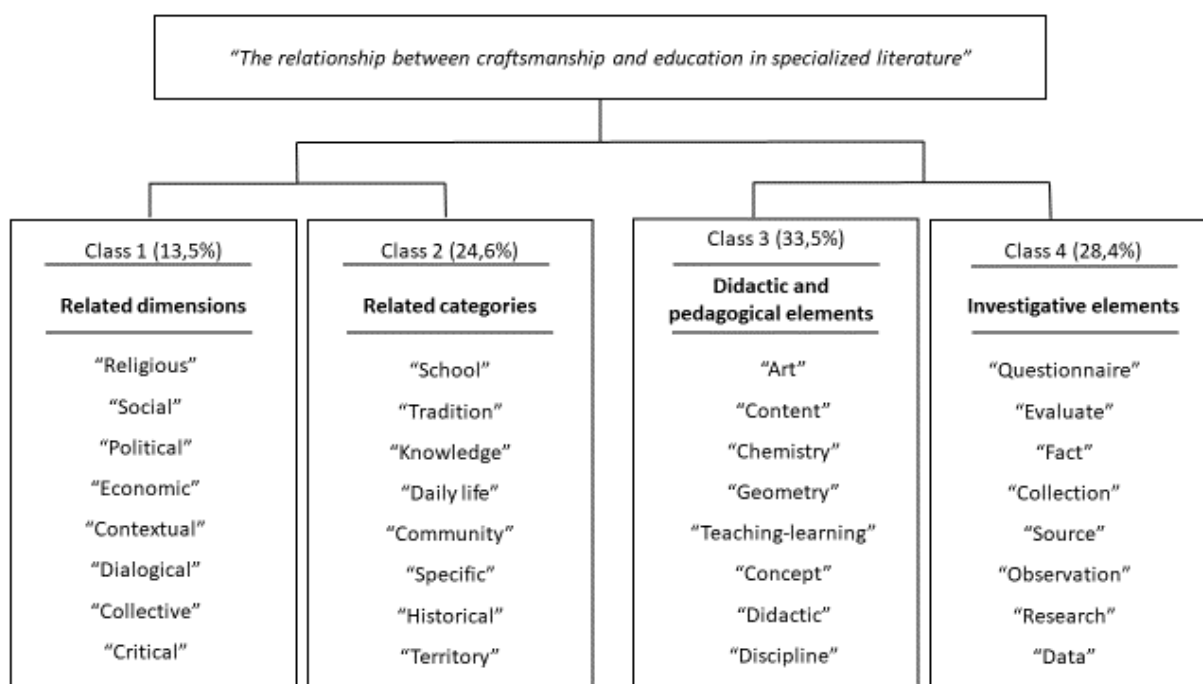 “The relationship between craftsmanship and education in specialized literature”
Class 1 (13,5%)
Related dimensions
“Religious”
“Social”
“Political”
“Economic”
“Contextual”
“Dialogical”
“Collective”
“Critical”
Class 2 (24,6%)
Related categories
“School”
“Tradition”
“Knowledge”
“Daily life”
“Community”
“Specific”
“Historical”
“Territory”
Class 3 (33,5%)
Didactic and
pedagogical elements
“Art”
“Content”
“Chemistry”
“Geometry”
“Teaching-learning”
“Concept”
“Didactic”
“Discipline”
Class 4 (28,4%)
Investigative elements
“Questionnaire”
“Evaluate”
“Fact”
“Collection”
“Source”
“Observation”
“Research”
“Data”